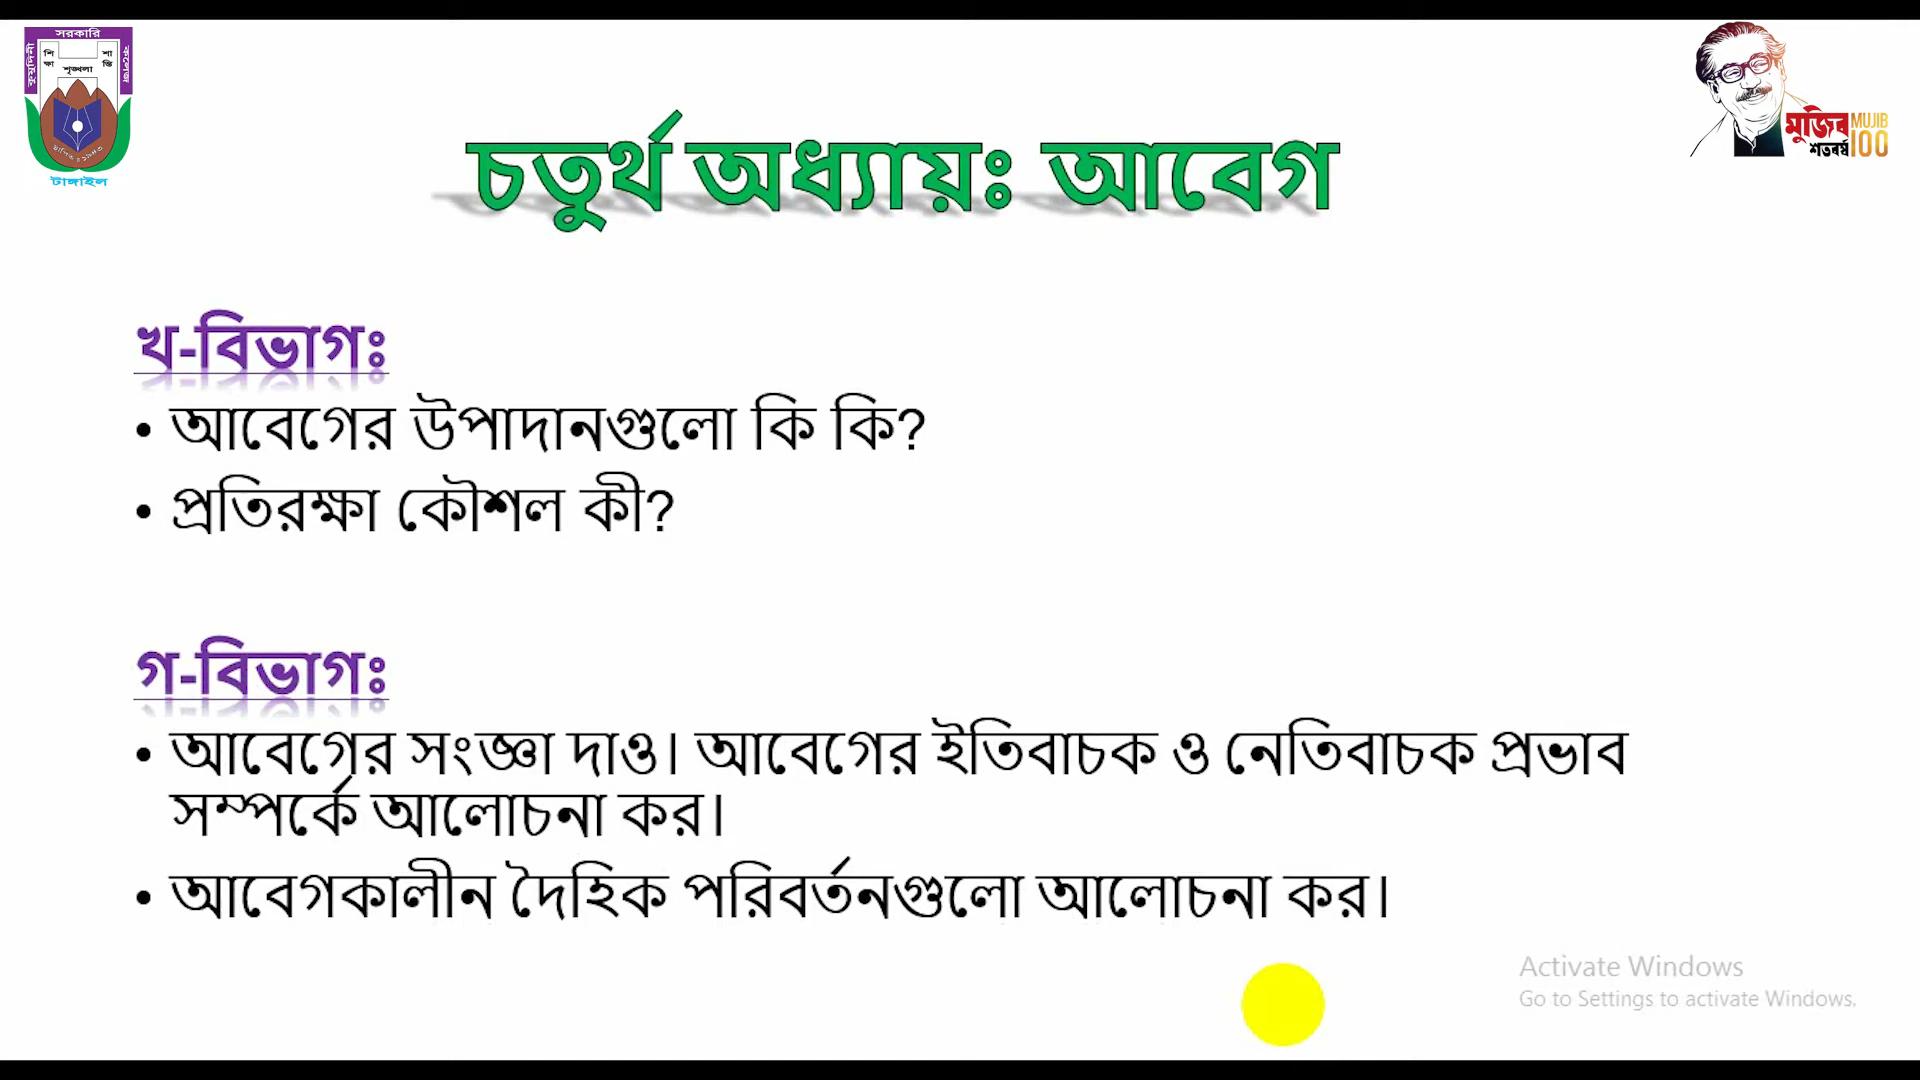 সরকারি
কুমুদিনী
কলেজ
শি
ক্ষা
শা
ন্তি
শৃঙ্খলা
টাঙ্গাইল
মুজিব
শতবর্ষ
MUJIB
100
চতুর্থ অধ্যায়ঃ আবেগ
খ-বিভাগঃ
• আবেগের উপাদানগুলো কি কি?
• প্রতিরক্ষা কৌশল কী?
গ-বিভাগঃ
• আবেগের সংজ্ঞা দাও। আবেগের ইতিবাচক ও নেতিবাচক প্রভাব
সম্পর্কে আলোচনা কর।
• আবেগকালীন দৈহিক পরিবর্তনগুলো আলোচনা কর।
Activate Windows
Go to Settings to activate Windows.